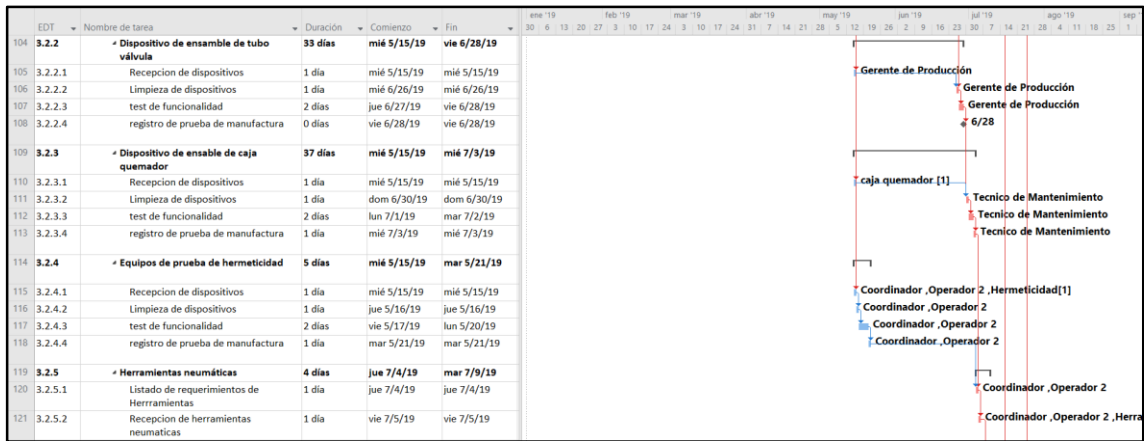 ene '19 feb '19 mar '19 abr '19 may '19 jun '19 jul '19 ago '19 sep
EDT Nombre de tarea Duración Comienzo Fin 30 6 13 20 27 3 10 17 24 3 10 17 24 31 7 14 21 28 5 12 19 26 2 9 16 23 30 7 14 21 28 4 11 18 25 1
104 3.2.2 Dispositivo de ensamble de tubo 33 días mié 5/15/19 vie 6/28/19
válvula
105 3.2.2.1 Recepcion de dispositivos 1 día mié 5/15/19 mié 5/15/19 Gerente de Producción
106 3.2.2.2 Limpieza de dispositivos 1 día mié 6/26/19 mié 6/26/19 Gerente de Producción
107 3.2.2.3 test de funcionalidad 2 días jue 6/27/19 vie 6/28/19 Gerente de Producción
108 3.2.2.4 registro de prueba de manufactura 0 días vie 6/28/19 vie 6/28/19 6/28
109 3.2.3 Dispositivo de ensable de caja 37 días mié 5/15/19 mié 7/3/19
quemador
110 3.2.3.1 Recepcion de dispositivos 1 día mié 5/15/19 mié 5/15/19 caja quemador [1]
111 3.2.3.2 Limpieza de dispositivos 1 día dom 6/30/19 dom 6/30/19 Tecnico de Mantenimiento
112 3.2.3.3 test de funcionalidad 2 días lun 7/1/19 mar 7/2/19 Tecnico de Mantenimiento
113 3.2.3.4 registro de prueba de manufactura 1 día mié 7/3/19 mié 7/3/19 Tecnico de Mantenimiento
114 3.2.4 Equipos de prueba de hermeticidad 5 días mié 5/15/19 mar 5/21/19
115 3.2.4.1 Recepcion de dispositivos 1 día mié 5/15/19 mié 5/15/19 Coordinador ,Operador 2 ,Hermeticidad[1]
116 3.2.4.2 Limpieza de dispositivos 1 día jue 5/16/19 jue 5/16/19 Coordinador ,Operador 2
117 3.2.4.3 test de funcionalidad 2 días vie 5/17/19 lun 5/20/19 Coordinador ,Operador 2
118 3.2.4.4 registro de prueba de manufactura 1 día mar 5/21/19 mar 5/21/19 Coordinador ,Operador 2
119 3.2.5 Herramientas neumáticas 4 días jue 7/4/19 mar 7/9/19
120 3.2.5.1 Listado de requerimientos de 1 día jue 7/4/19 jue 7/4/19 Coordinador ,Operador 2
Herrramientas
121 3.2.5.2 Recepcion de herramientas 1 día vie 7/5/19 vie 7/5/19 Coordinador ,Operador 2 ,Herra
neumaticas